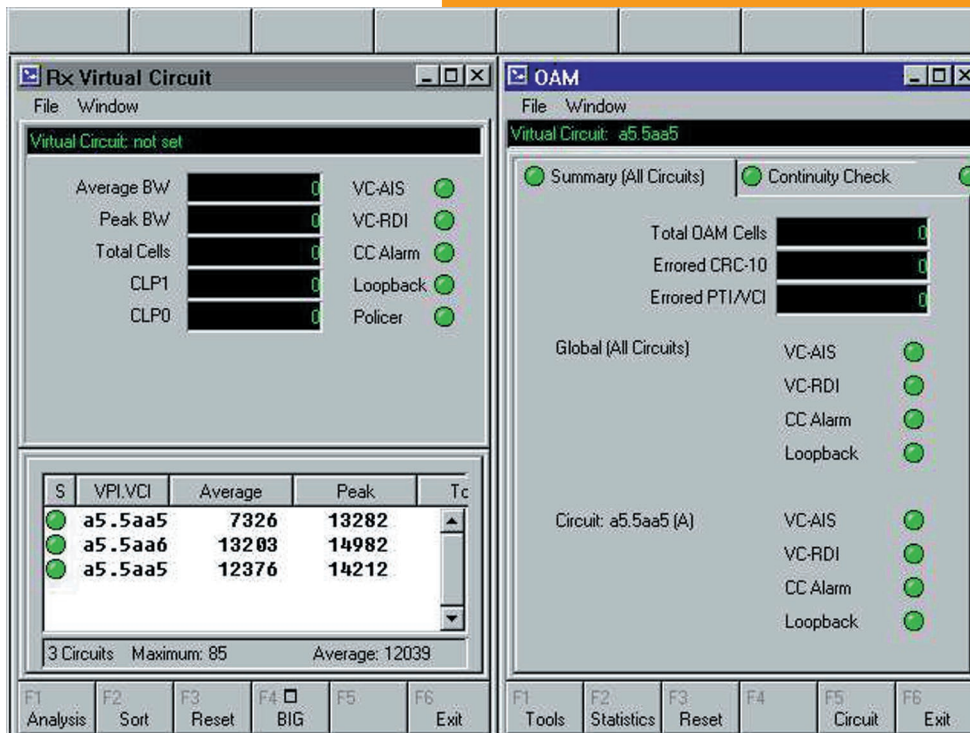 Rx Virtual Circuit
File Window
Virtual Circuit: not set
Average BW 0 VC-AIS
Peak BW 0 VC-RDI
Total Cells 0 CC Alarm
CLP1 0 Loopback
CLP0 0 Policer
S VPI.VCI Average Peak To
a5.5aa5 7326 13282
a5.5aa6 13203 14982
a5.5aa5 12376 14212
3 Circuits Maximum: 85 Average: 12039
F1 Analysis
F2 Sort
F3 Reset
F4 BIG
F5
F6 Exit
OAM
File Window
Virtual Circuit: a5.5aa5
Summary (All Circuits) Continuity Check
Total OAM Cells 0
Errored CRC-10 0
Errored PTI/VCI 0
Global (All Circuits) VC-AIS
VC-RDI
CC Alarm
Loopback
Circuit: a5.5aa5 (A) VC-AIS
VC-RDI
CC Alarm
Loopback
F1 Tools
F2 Statistics
F3 Reset
F4
F5 Circuit
F6 Exit